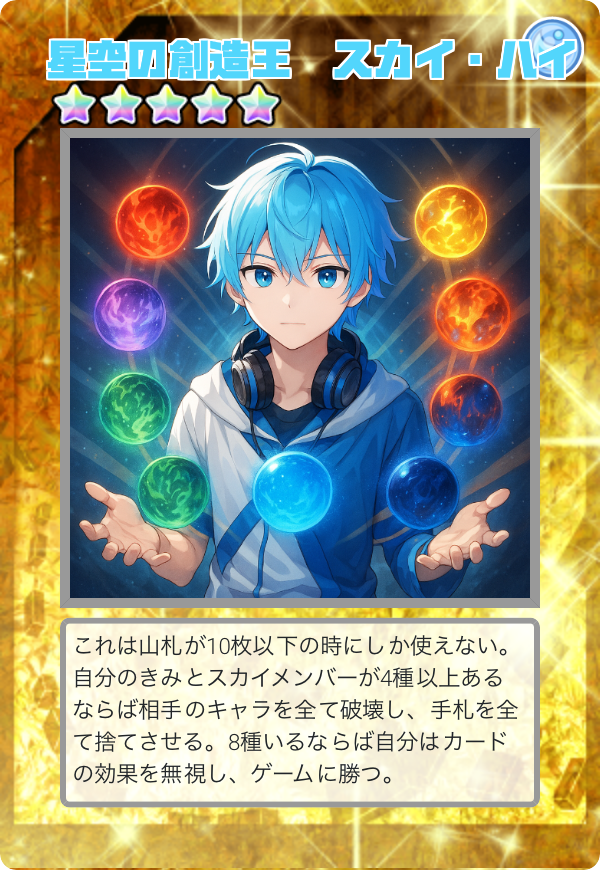 星空の創造王　スカイ・ハイ
これは山札が10枚以下の時にしか使えない。
自分のきみとスカイメンバーが4種以上ある
ならば相手のキャラを全て破壊し、手札を全
て捨てさせる。8種いるならば自分はカード
の効果を無視し、ゲームに勝つ。